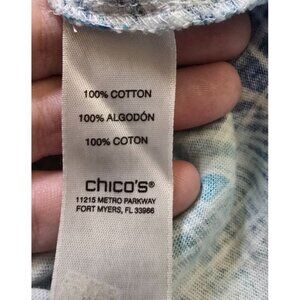 100% COTTON
100% ALGODÓN
100% COTON
chico's®
11215 METRO PARKWAY
FORT MYERS, FL 33966